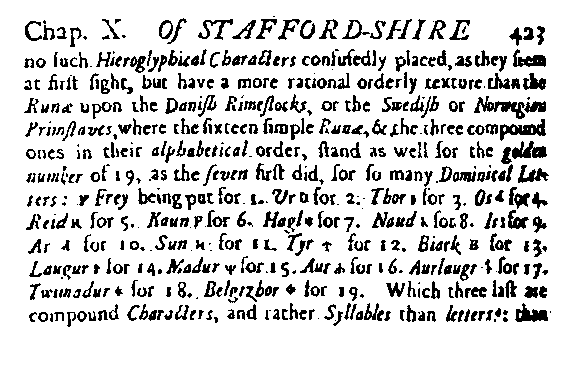 Chap. X. Of STAFFORD-SHIRE 423
no ſuch Hieroglyphical Characters confuſedly placed, as they ſeem
at firſt ſight, but have a more rational orderly texture than the
Runæ upon the Daniſh Rimeſtocks, or the Swediſh or Norwegian
Primſtaves, where the ſixteen ſimple Runæ, & the three compound
ones in their alphabetical order, ſtand as well for the golden
number of 19, as the ſeven firſt did, for ſo many Dominical Let-
ters: ᚠ Frey being put for 1. Ur ᚢ for 2. Thor ᚦ for 3. Os ᚬ for 4.
Reid ᚱ for 5. Kaun ᚴ for 6. Hagl ᚼ for 7. Naud ᚾ for 8. Is ı for 9.
Ar ᛅ for 10. Sun ᛋ for 11. Tyr ᛏ for 12. Biark ᛒ for 13.
Laugur ᛚ for 14. Madur ᛘ for 15. Aur ᛦ for 16. Aurlaugr for 17.
Twimadur for 18. Belgtzhor for 19. Which three laſt are
compound Characters, and rather Syllables than letters: than